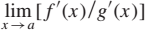 lim [f′(x)/g′(x)]
x → a